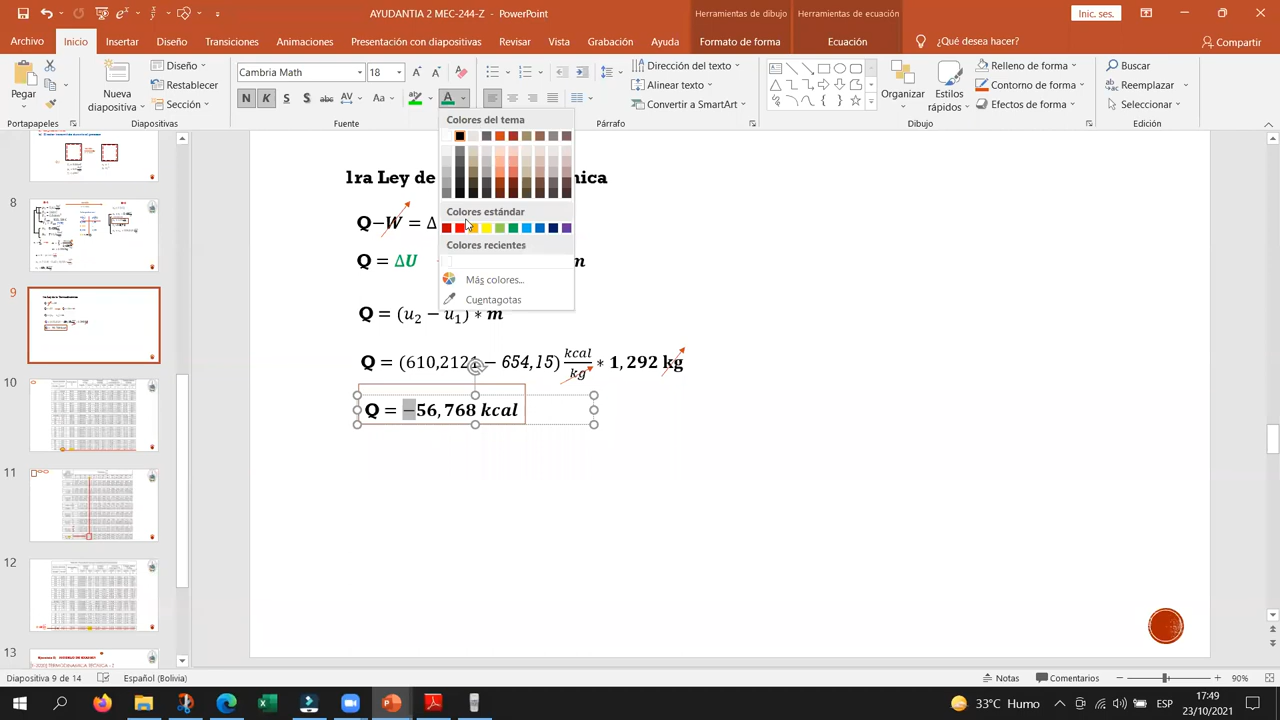 AYUDANTIA 2 MEC-244-Z - PowerPoint
Herramientas de dibujo
Herramientas de ecuación
Inic. ses.
Archivo
Inicio
Insertar
Diseño
Transiciones
Animaciones
Presentación con diapositivas
Revisar
Vista
Grabación
Ayuda
Formato de forma
Ecuación
¿Qué desea hacer?
Compartir
Pegar
Nueva
diapositiva
Diseño
Restablecer
Sección
Cambria Math
18
N K S S abc AV Aa A
Dirección del texto
Alinear texto
Convertir a SmartArt
Organizar
Estilos
rápidos
Relleno de forma
Contorno de forma
Efectos de forma
Buscar
Reemplazar
Seleccionar
Portapapeles
Diapositivas
Fuente
Párrafo
Dibujo
Edición
Colores del tema
Colores estándar
Colores recientes
Más colores...
Cuentagotas
8
9
10
11
12
13
1ra Ley de
nica
Q−W = Δ
Q = ΔU
m
Q = (u₂ − u₁) ∗ m
Q = (610,2121 − 654,15) kcal/kg ∗ 1,292 kg
Q = −56,768 kcal
Diapositiva 9 de 14
Español (Bolivia)
Notas
Comentarios
90%
33°C Humo
ESP
17:49
23/10/2021